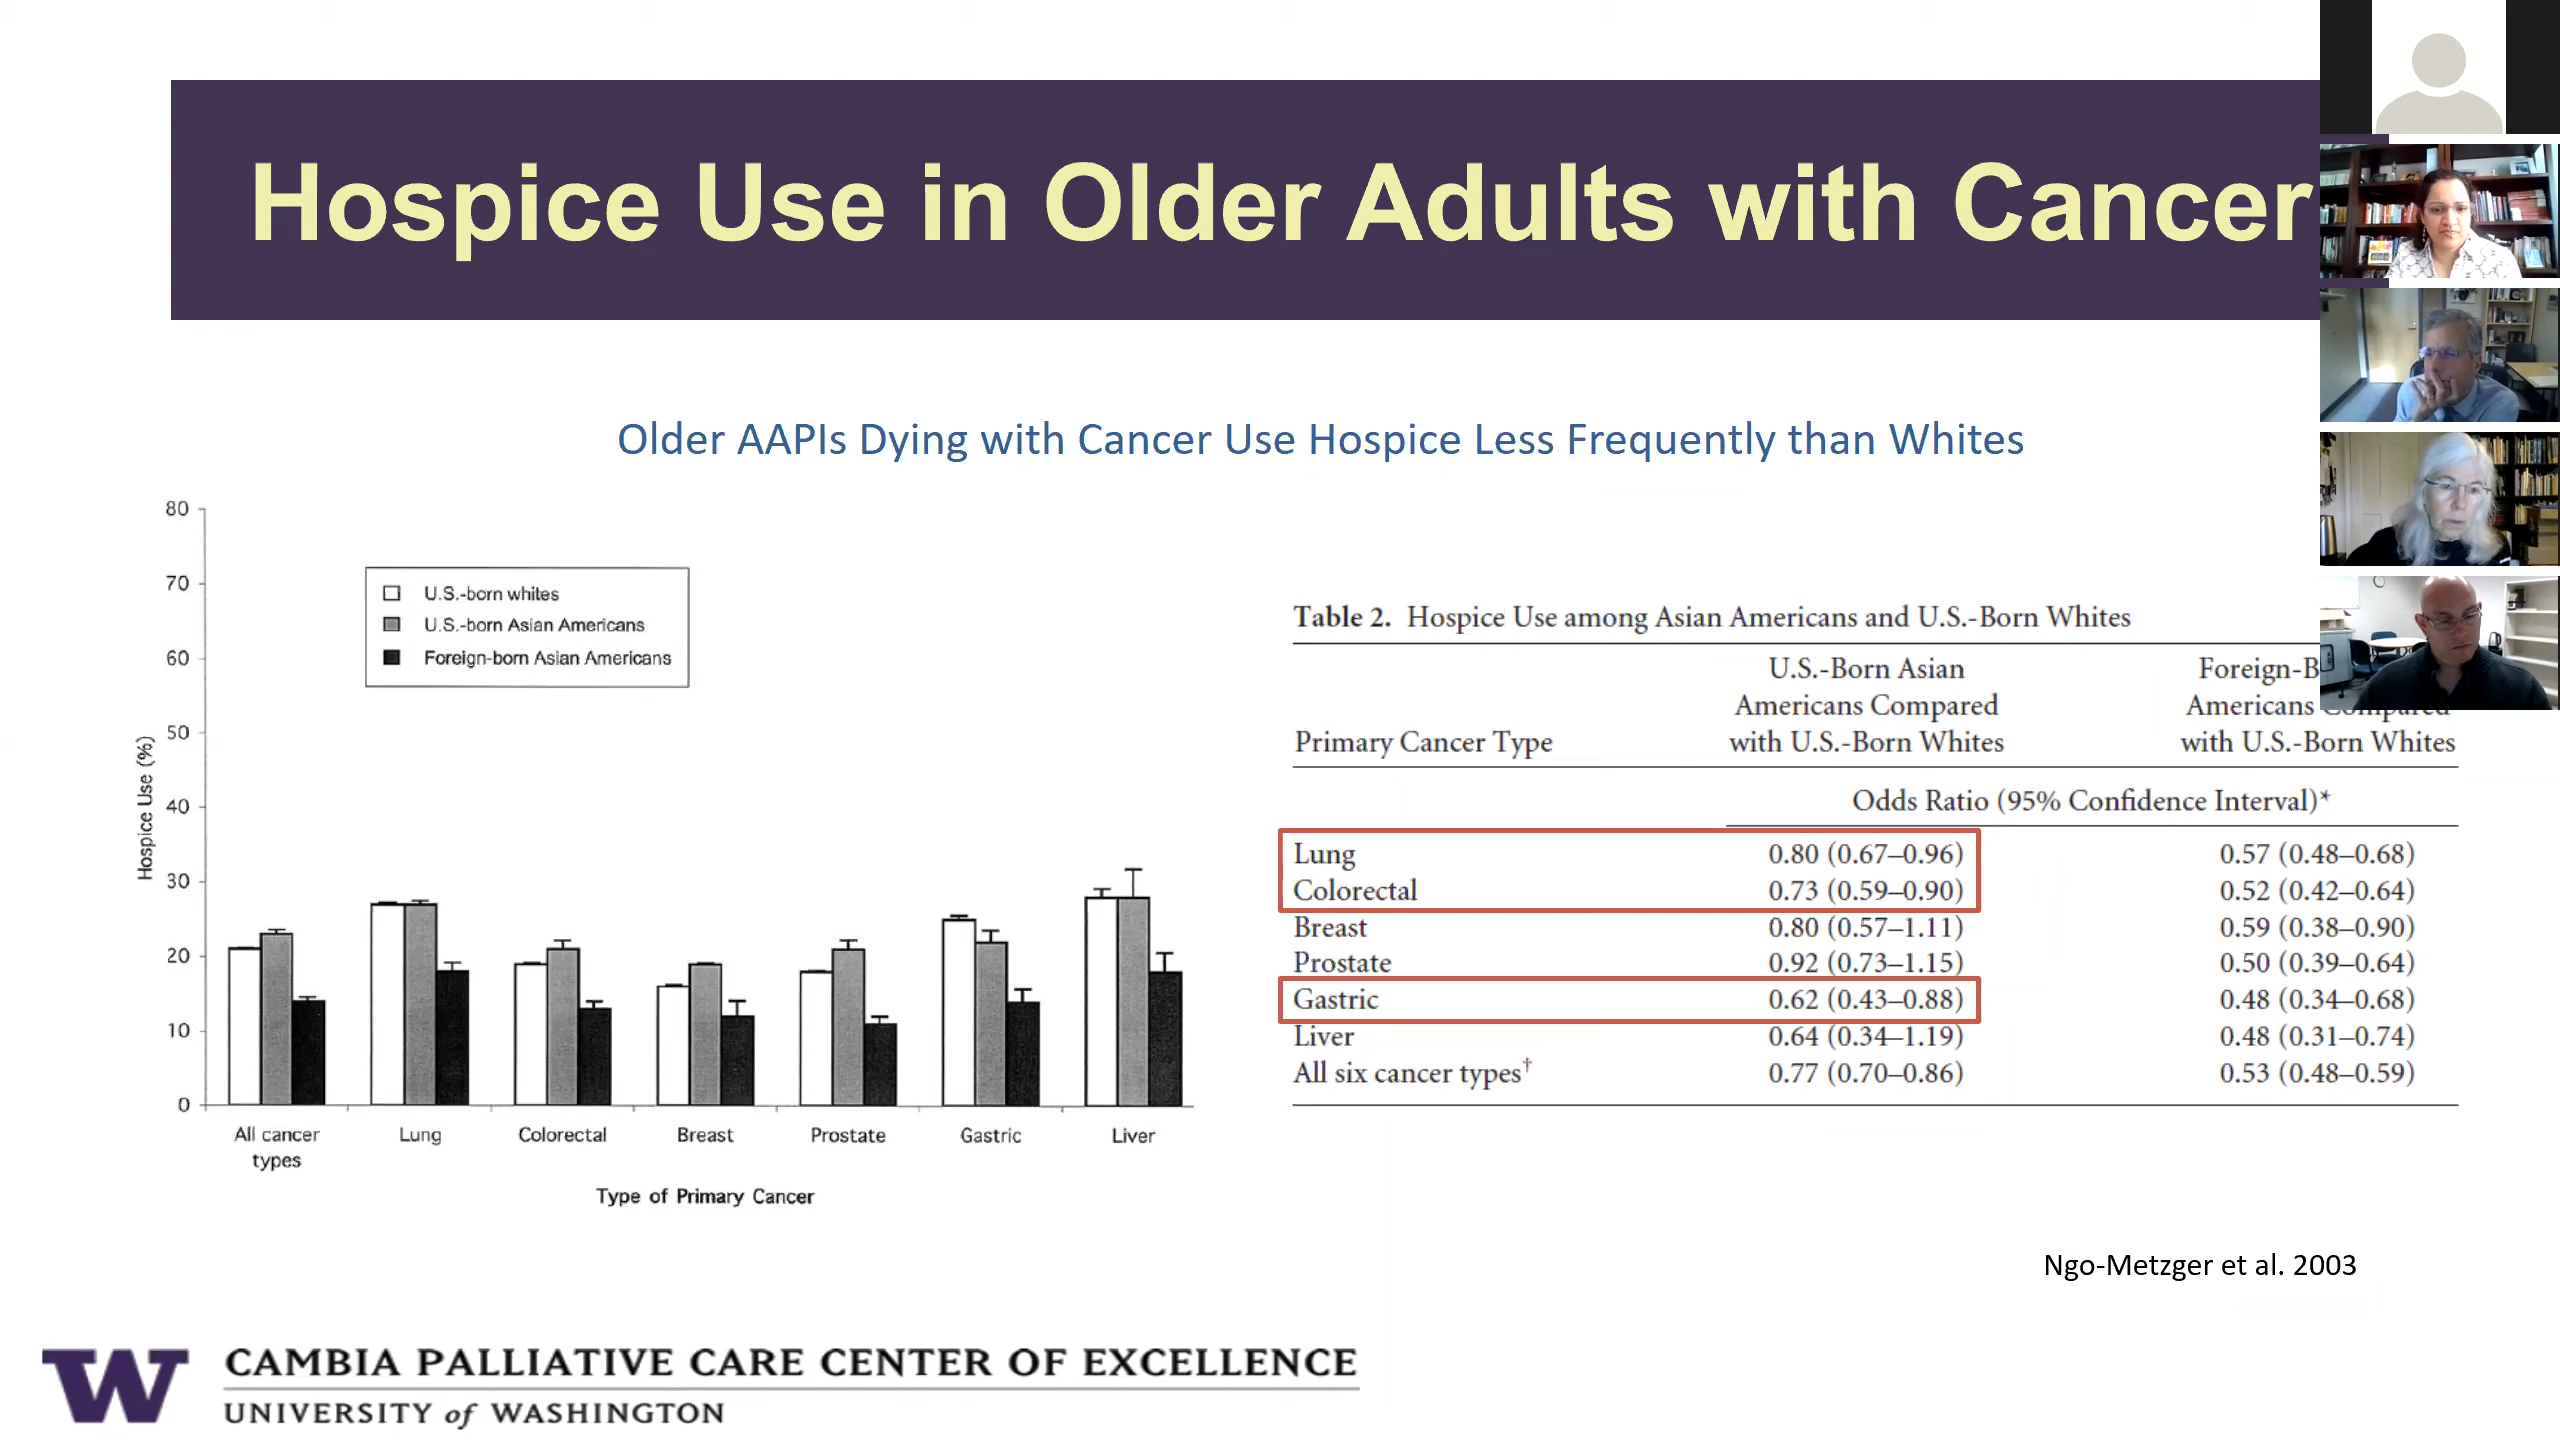 Hospice Use in Older Adults with Cancer
Older AAPIs Dying with Cancer Use Hospice Less Frequently than Whites
80
70
60
50
40
30
20
10
0
Hospice Use (%)
U.S.-born whites
U.S.-born Asian Americans
Foreign-born Asian Americans
All cancer types
Lung
Colorectal
Breast
Prostate
Gastric
Liver
Type of Primary Cancer
Table 2. Hospice Use among Asian Americans and U.S.-Born Whites
Primary Cancer Type
U.S.-Born Asian
Americans Compared
with U.S.-Born Whites
Foreign-B
Americans Compared
with U.S.-Born Whites
Odds Ratio (95% Confidence Interval)*
Lung 0.80 (0.67–0.96) 0.57 (0.48–0.68)
Colorectal 0.73 (0.59–0.90) 0.52 (0.42–0.64)
Breast 0.80 (0.57–1.11) 0.59 (0.38–0.90)
Prostate 0.92 (0.73–1.15) 0.50 (0.39–0.64)
Gastric 0.62 (0.43–0.88) 0.48 (0.34–0.68)
Liver 0.64 (0.34–1.19) 0.48 (0.31–0.74)
All six cancer types† 0.77 (0.70–0.86) 0.53 (0.48–0.59)
Ngo-Metzger et al. 2003
W
CAMBIA PALLIATIVE CARE CENTER OF EXCELLENCE
UNIVERSITY of WASHINGTON